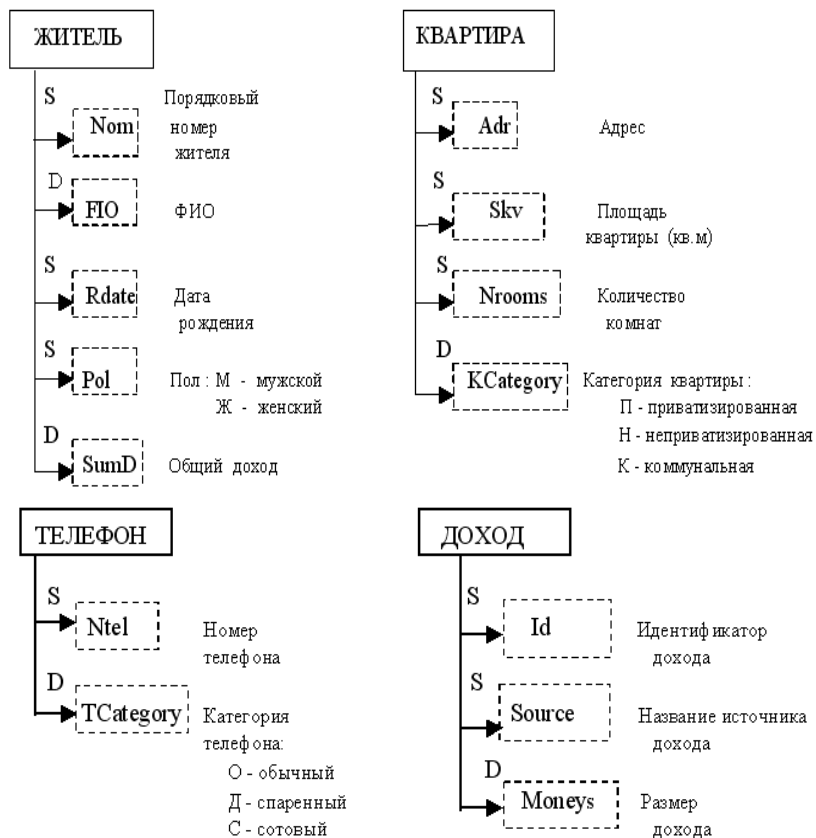 ЖИТЕЛЬ
S Порядковый
Nom номер
жителя
D
FIO ФИО
S
Rdate Дата
рождения
S
Pol Пол : М - мужской
Ж - женский
D
SumD Общий доход
КВАРТИРА
S
Adr Адрес
S
Skv Площадь
квартиры (кв.м)
S
Nrooms Количество
комнат
D
KCategory Категория квартиры :
П - приватизированная
Н - неприватизированная
К - коммунальная
ТЕЛЕФОН
S
Ntel Номер
телефона
D
TCategory Категория
телефона:
О - обычный
Д - спаренный
С - сотовый
ДОХОД
S
Id Идентификатор
дохода
S
Source Название источника
дохода
D
Moneys Размер
дохода